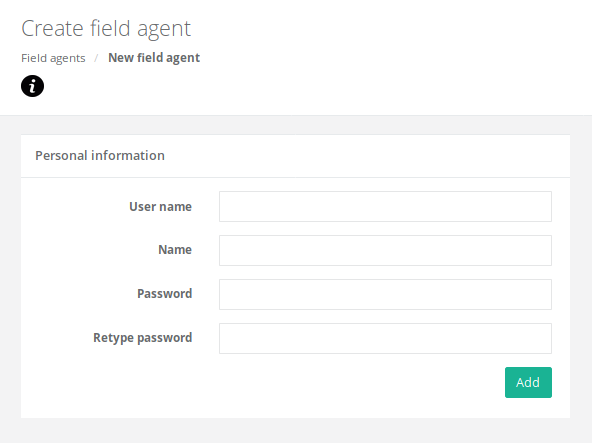 Create field agent
Field agents / New field agent
i
Personal information
User name
Name
Password
Retype password
Add